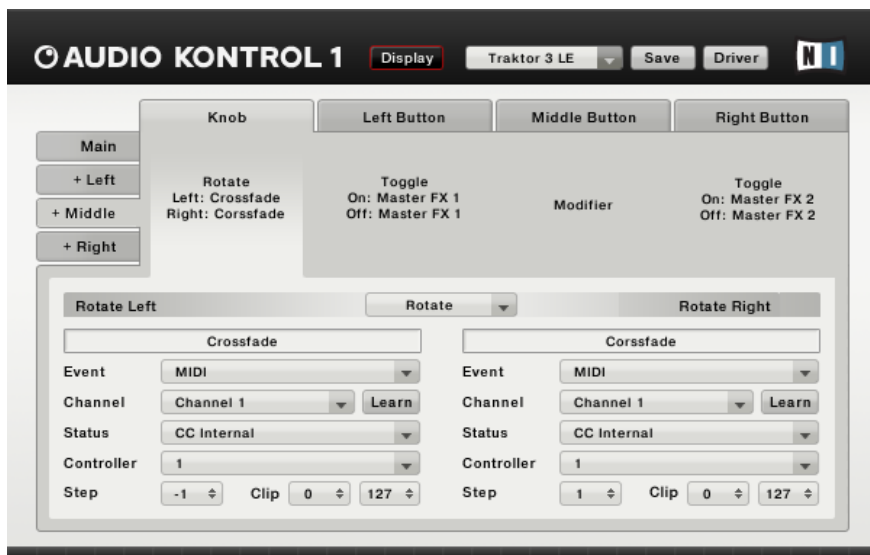 AUDIO KONTROL 1 Display Traktor 3 LE Save Driver NI
Knob Left Button Middle Button Right Button
Main
+ Left
+ Middle
+ Right
Rotate
Left: Crossfade
Right: Corssfade
Toggle
On: Master FX 1
Off: Master FX 1
Modifier
Toggle
On: Master FX 2
Off: Master FX 2
Rotate Left Rotate Rotate Right
Crossfade Corssfade
Event MIDI Event MIDI
Channel Channel 1 Learn Channel Channel 1 Learn
Status CC Internal Status CC Internal
Controller 1 Controller 1
Step -1 Clip 0 127 Step 1 Clip 0 127